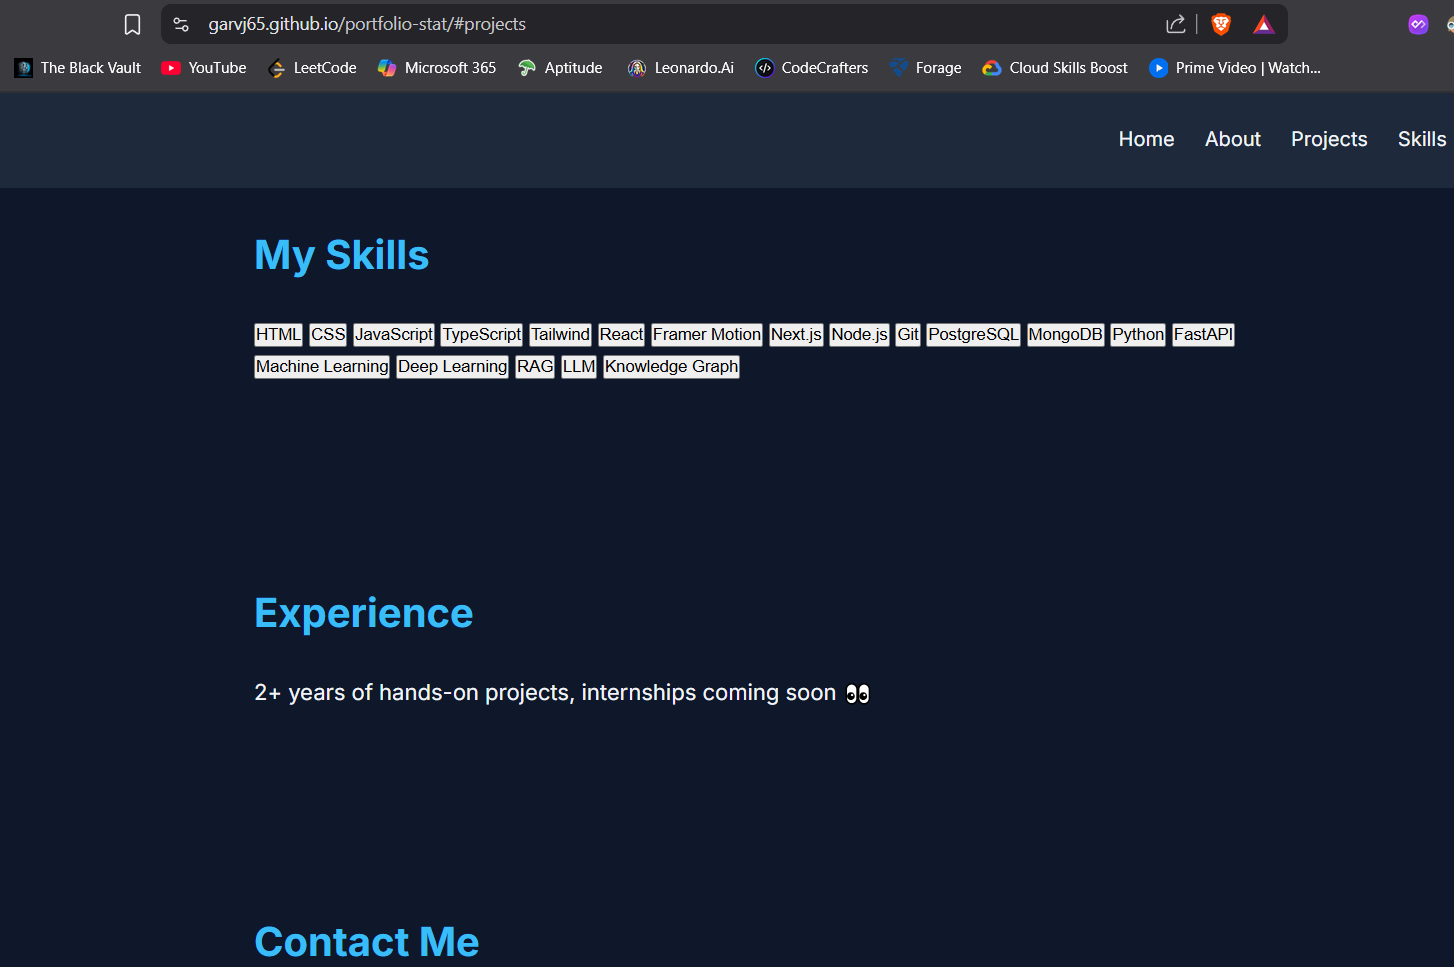 garvj65.github.io/portfolio-stat/#projects
The Black Vault YouTube LeetCode Microsoft 365 Aptitude Leonardo.Ai CodeCrafters Forage Cloud Skills Boost Prime Video | Watch...
Home About Projects Skills
My Skills
HTML CSS JavaScript TypeScript Tailwind React Framer Motion Next.js Node.js Git PostgreSQL MongoDB Python FastAPI
Machine Learning Deep Learning RAG LLM Knowledge Graph
Experience
2+ years of hands-on projects, internships coming soon 👀
Contact Me